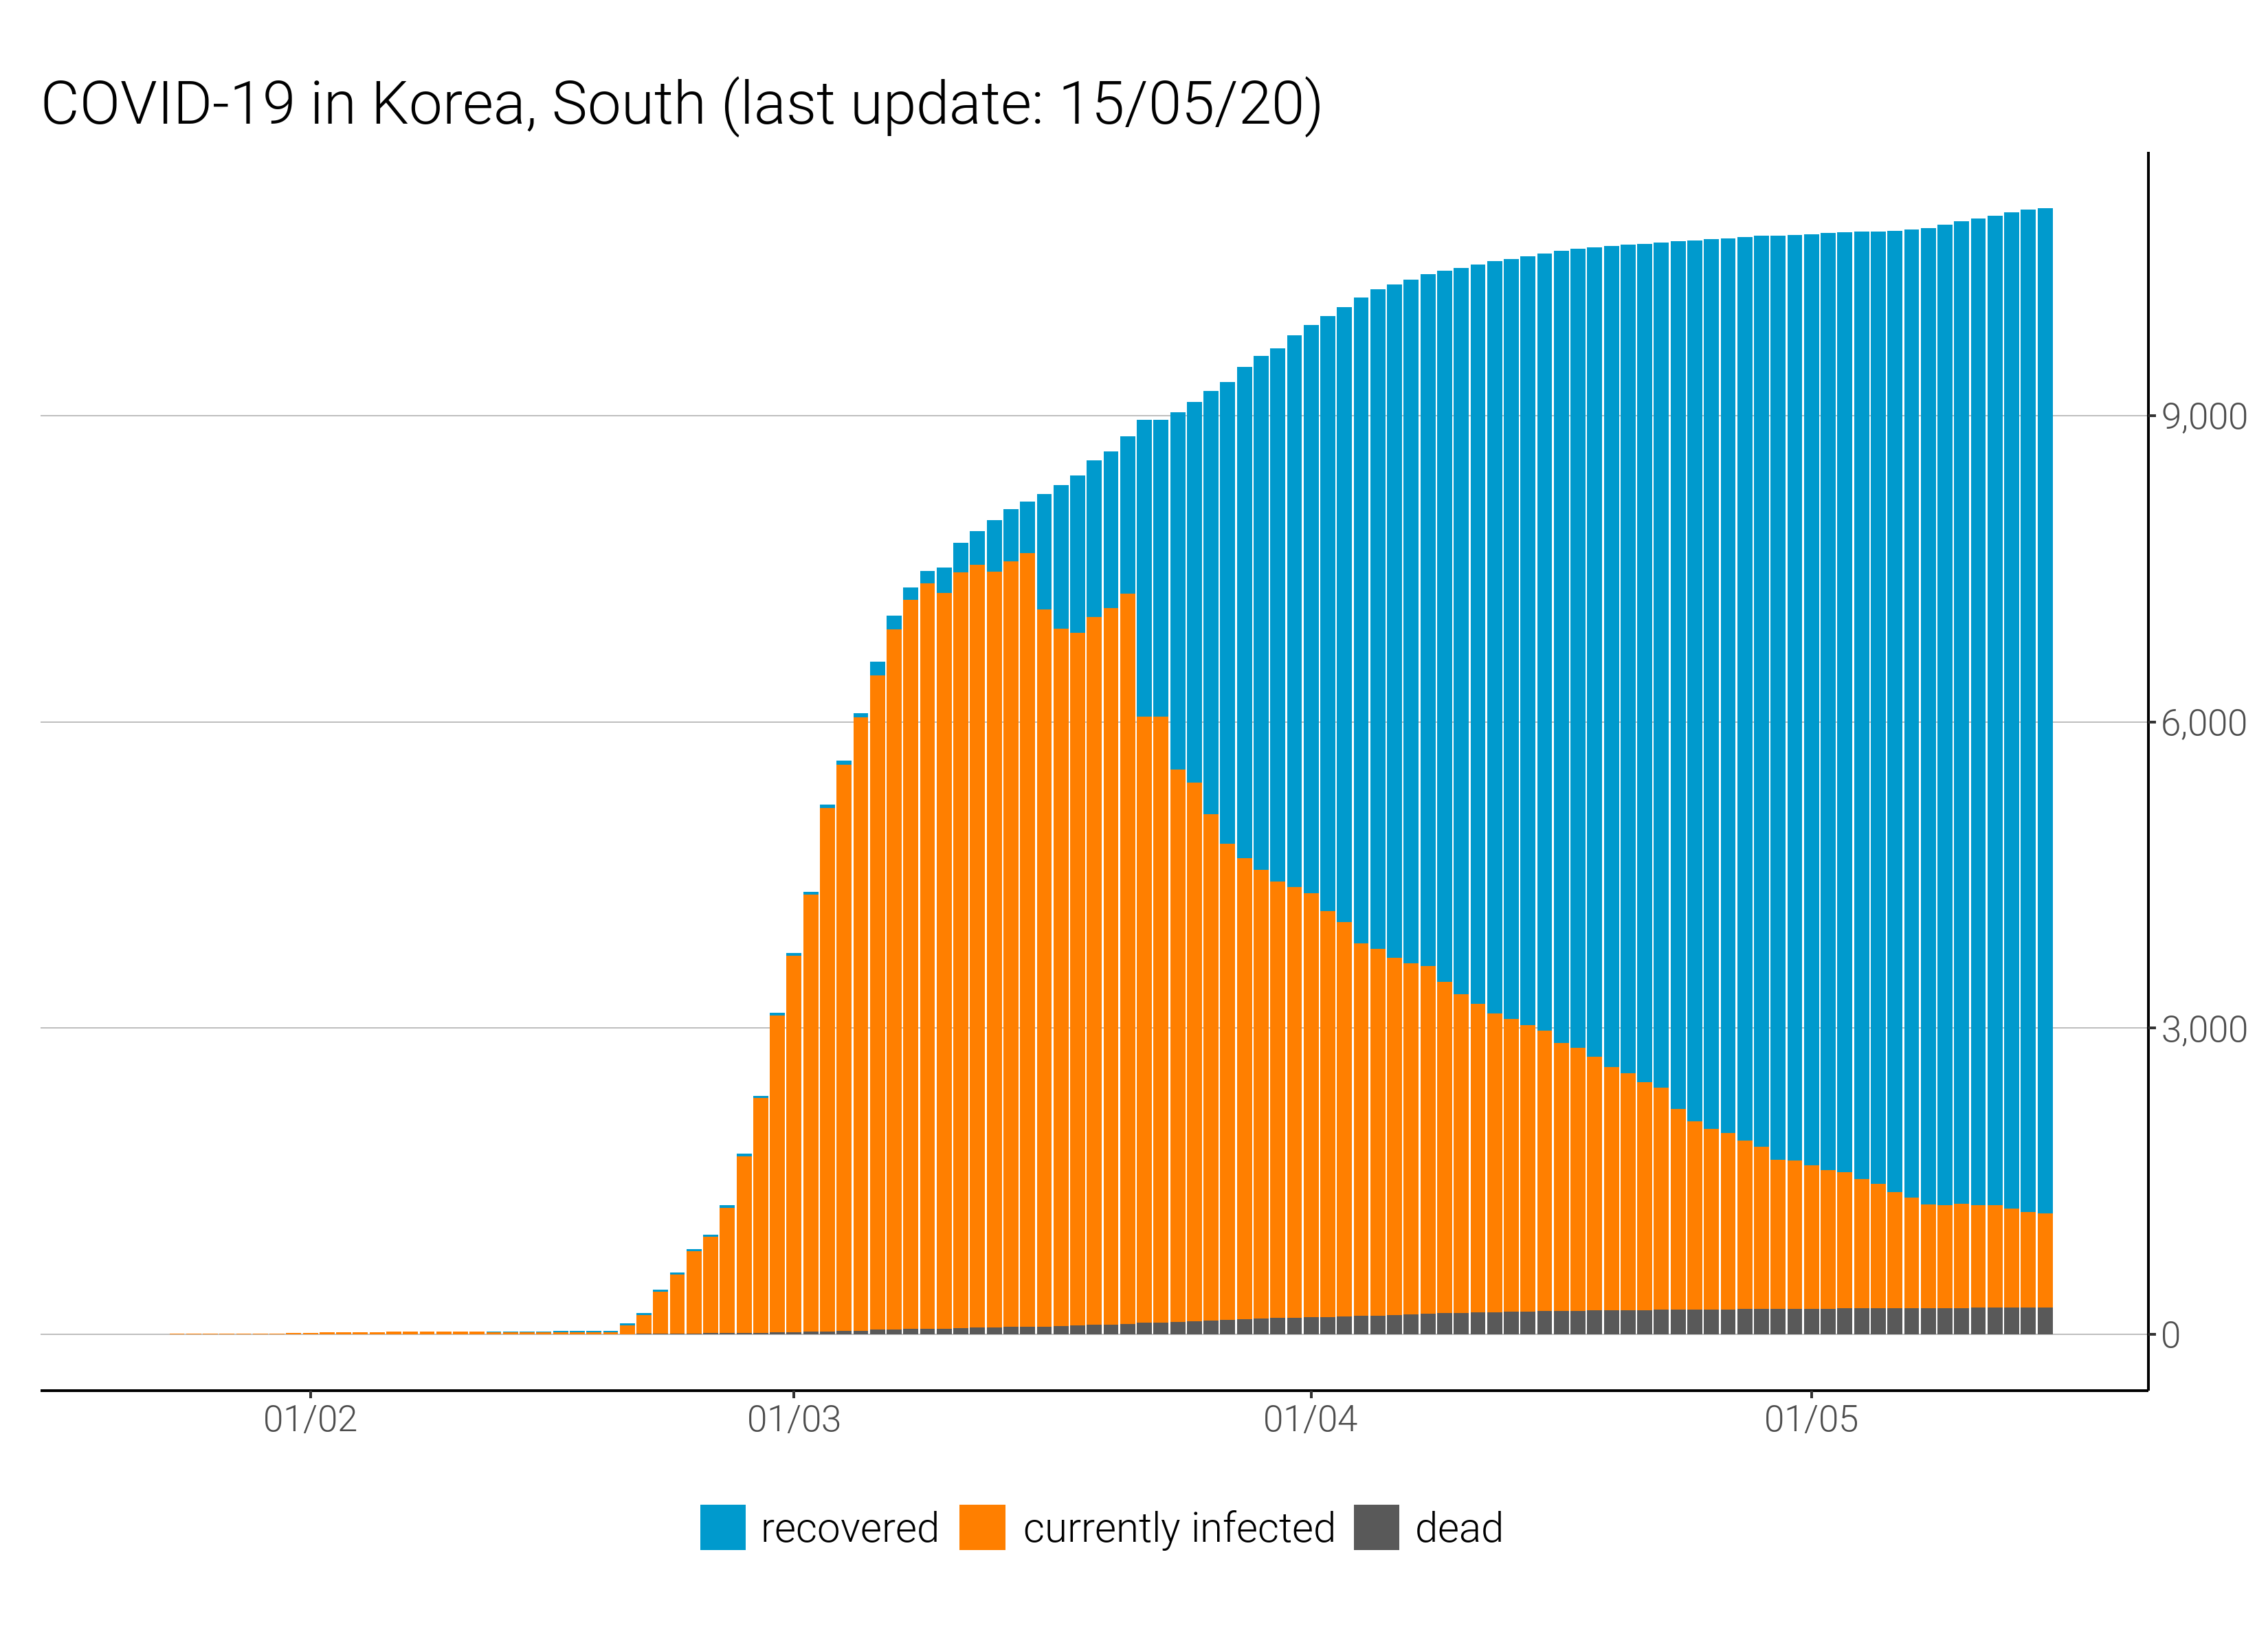 COVID-19 in Korea, South (last update: 15/05/20)
9,000
6,000
3,000
0
01/02 01/03 01/04 01/05
recovered currently infected dead